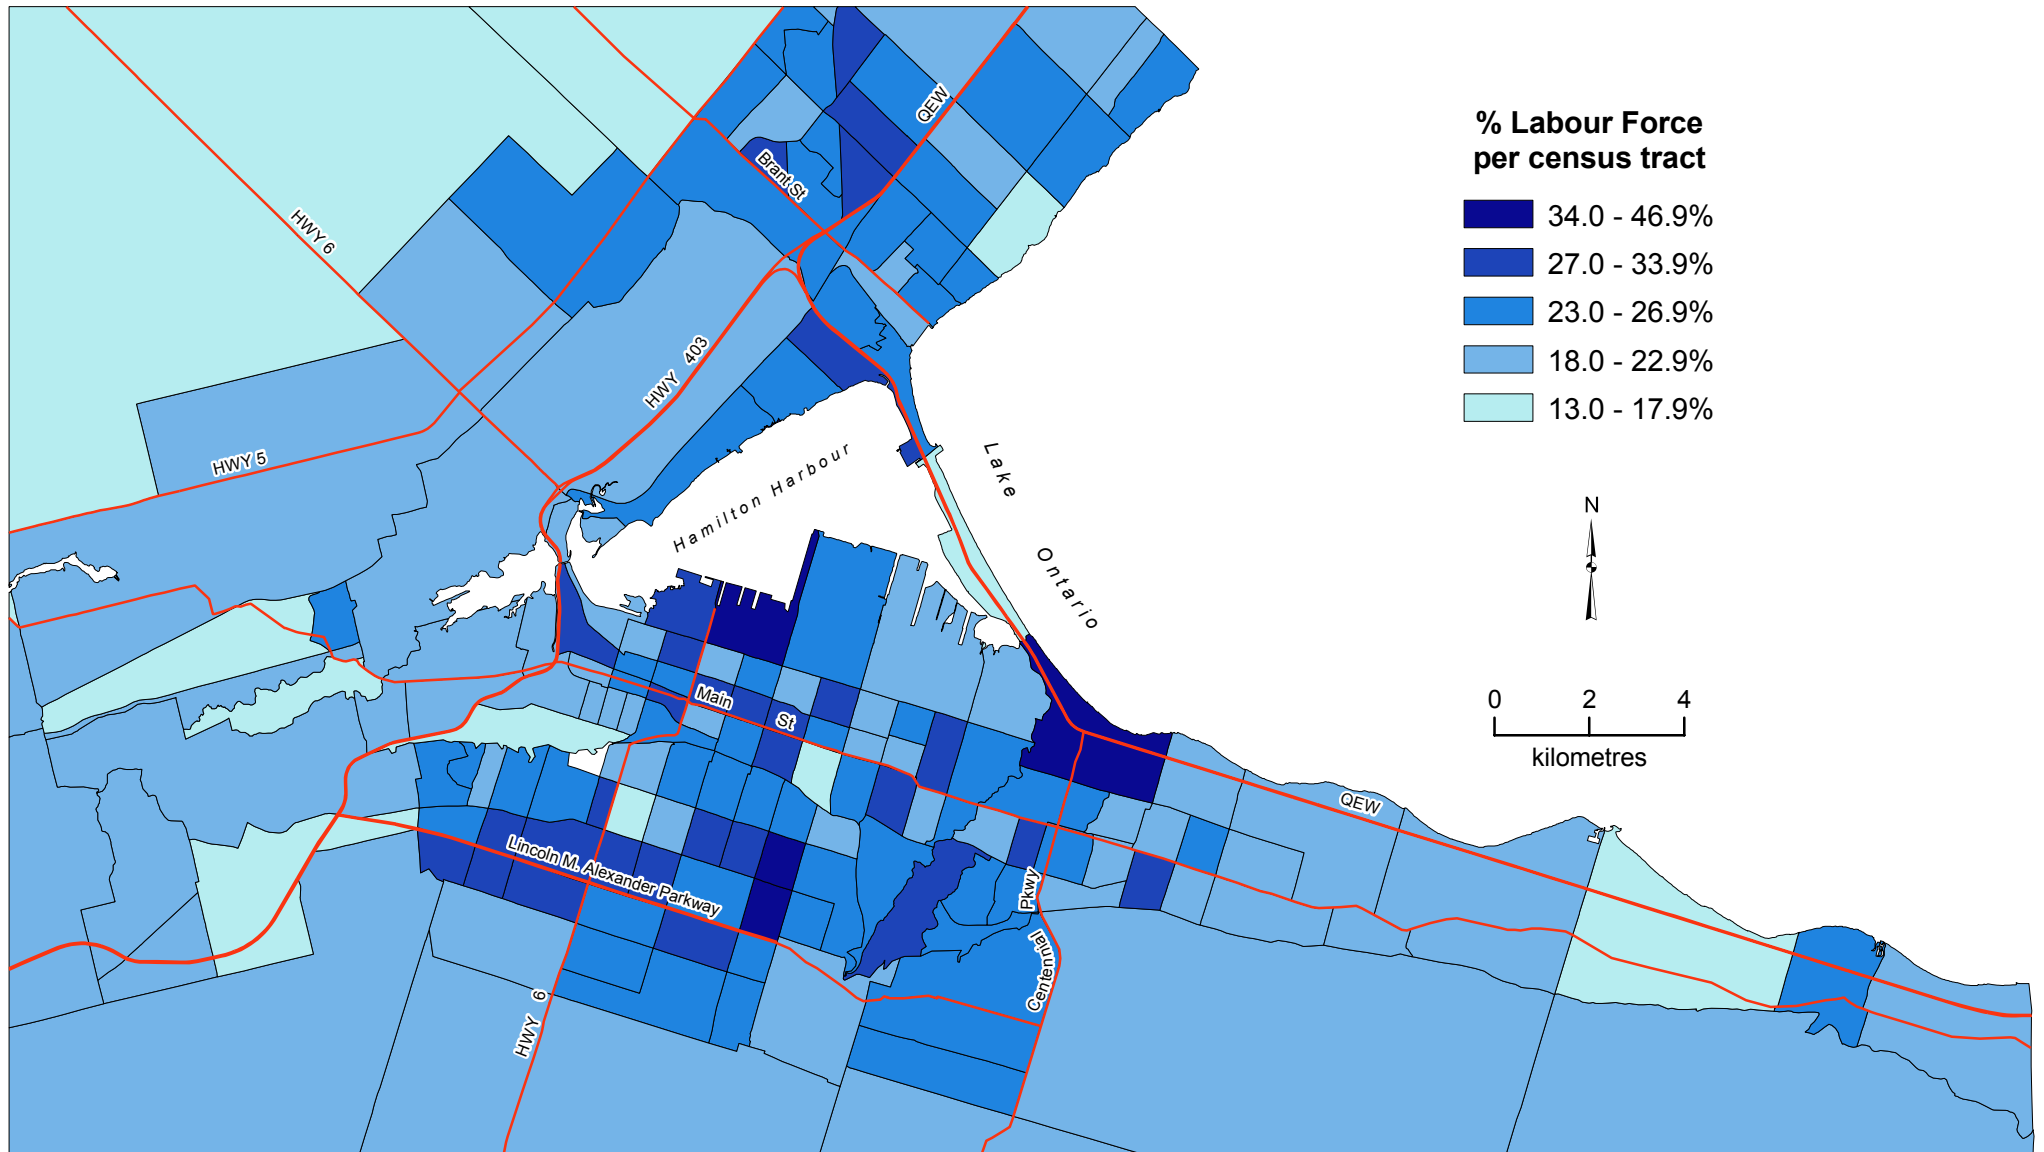 % Labour Force
per census tract
34.0 - 46.9%
27.0 - 33.9%
23.0 - 26.9%
18.0 - 22.9%
13.0 - 17.9%
N
0 2 4
kilometres
QEW
Brant St
HWY 6
HWY 403
HWY 5
Hamilton Harbour
Lake
Ontario
Main St
QEW
Lincoln M. Alexander Parkway
Centennial Pkwy
HWY 6